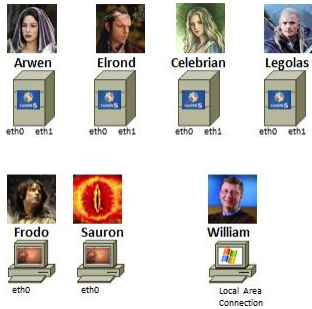 Arwen Elrond Celebrian Legolas
eth0 eth1 eth0 eth1 eth0 eth1 eth0 eth1
Frodo Sauron William
eth0 eth0 Local Area
Connection